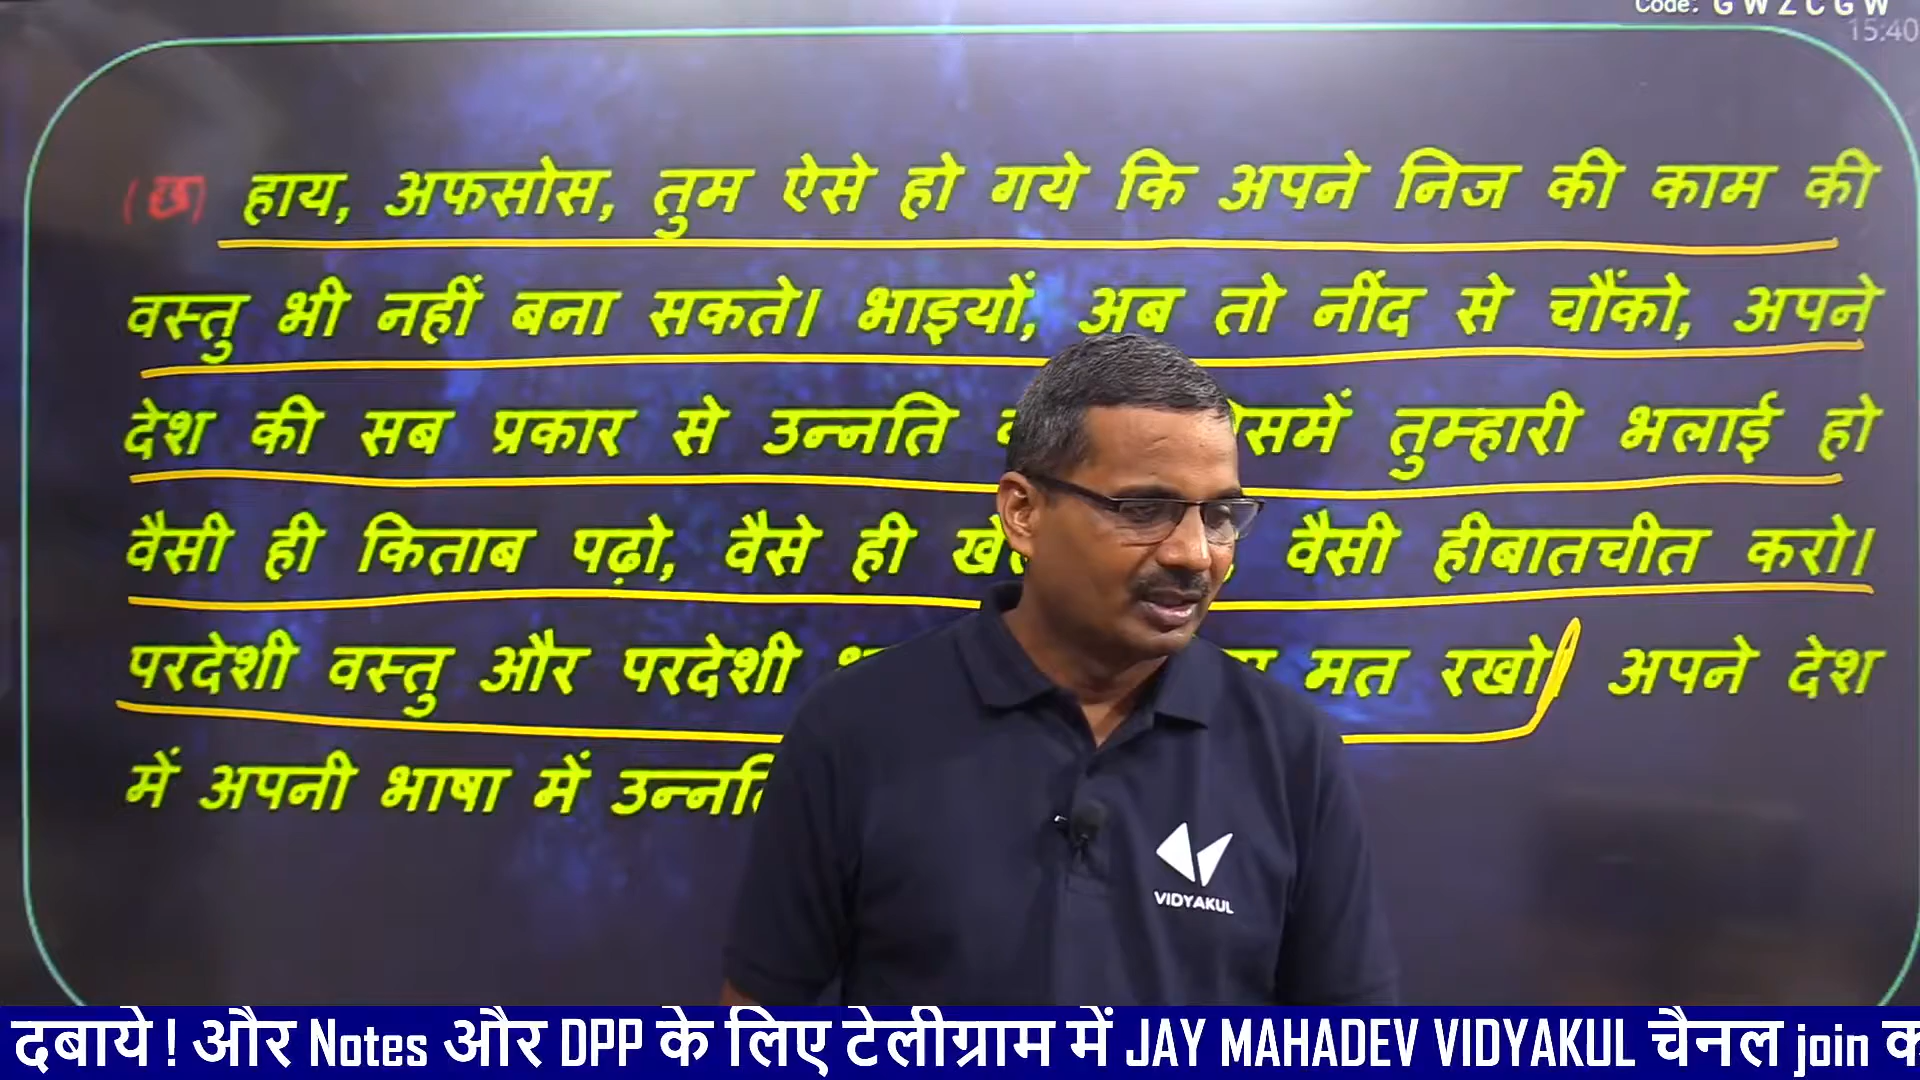 Code: G W Z C G W
15:40
(छ) हाय, अफसोस, तुम ऐसे हो गये कि अपने निज की काम की
वस्तु भी नहीं बना सकते। भाइयों, अब तो नींद से चौंको, अपने
देश की सब प्रकार से उन्नति तुम्हारी भलाई हो
वैसी ही किताब पढ़ो, वैसे ही वैसी हीबातचीत करो।
परदेशी वस्तु और परदेशी मत रखो। अपने देश
में अपनी भाषा में
VIDYAKUL
दबाये ! और Notes और DPP के लिए टेलीग्राम में JAY MAHADEV VIDYAKUL चैनल join